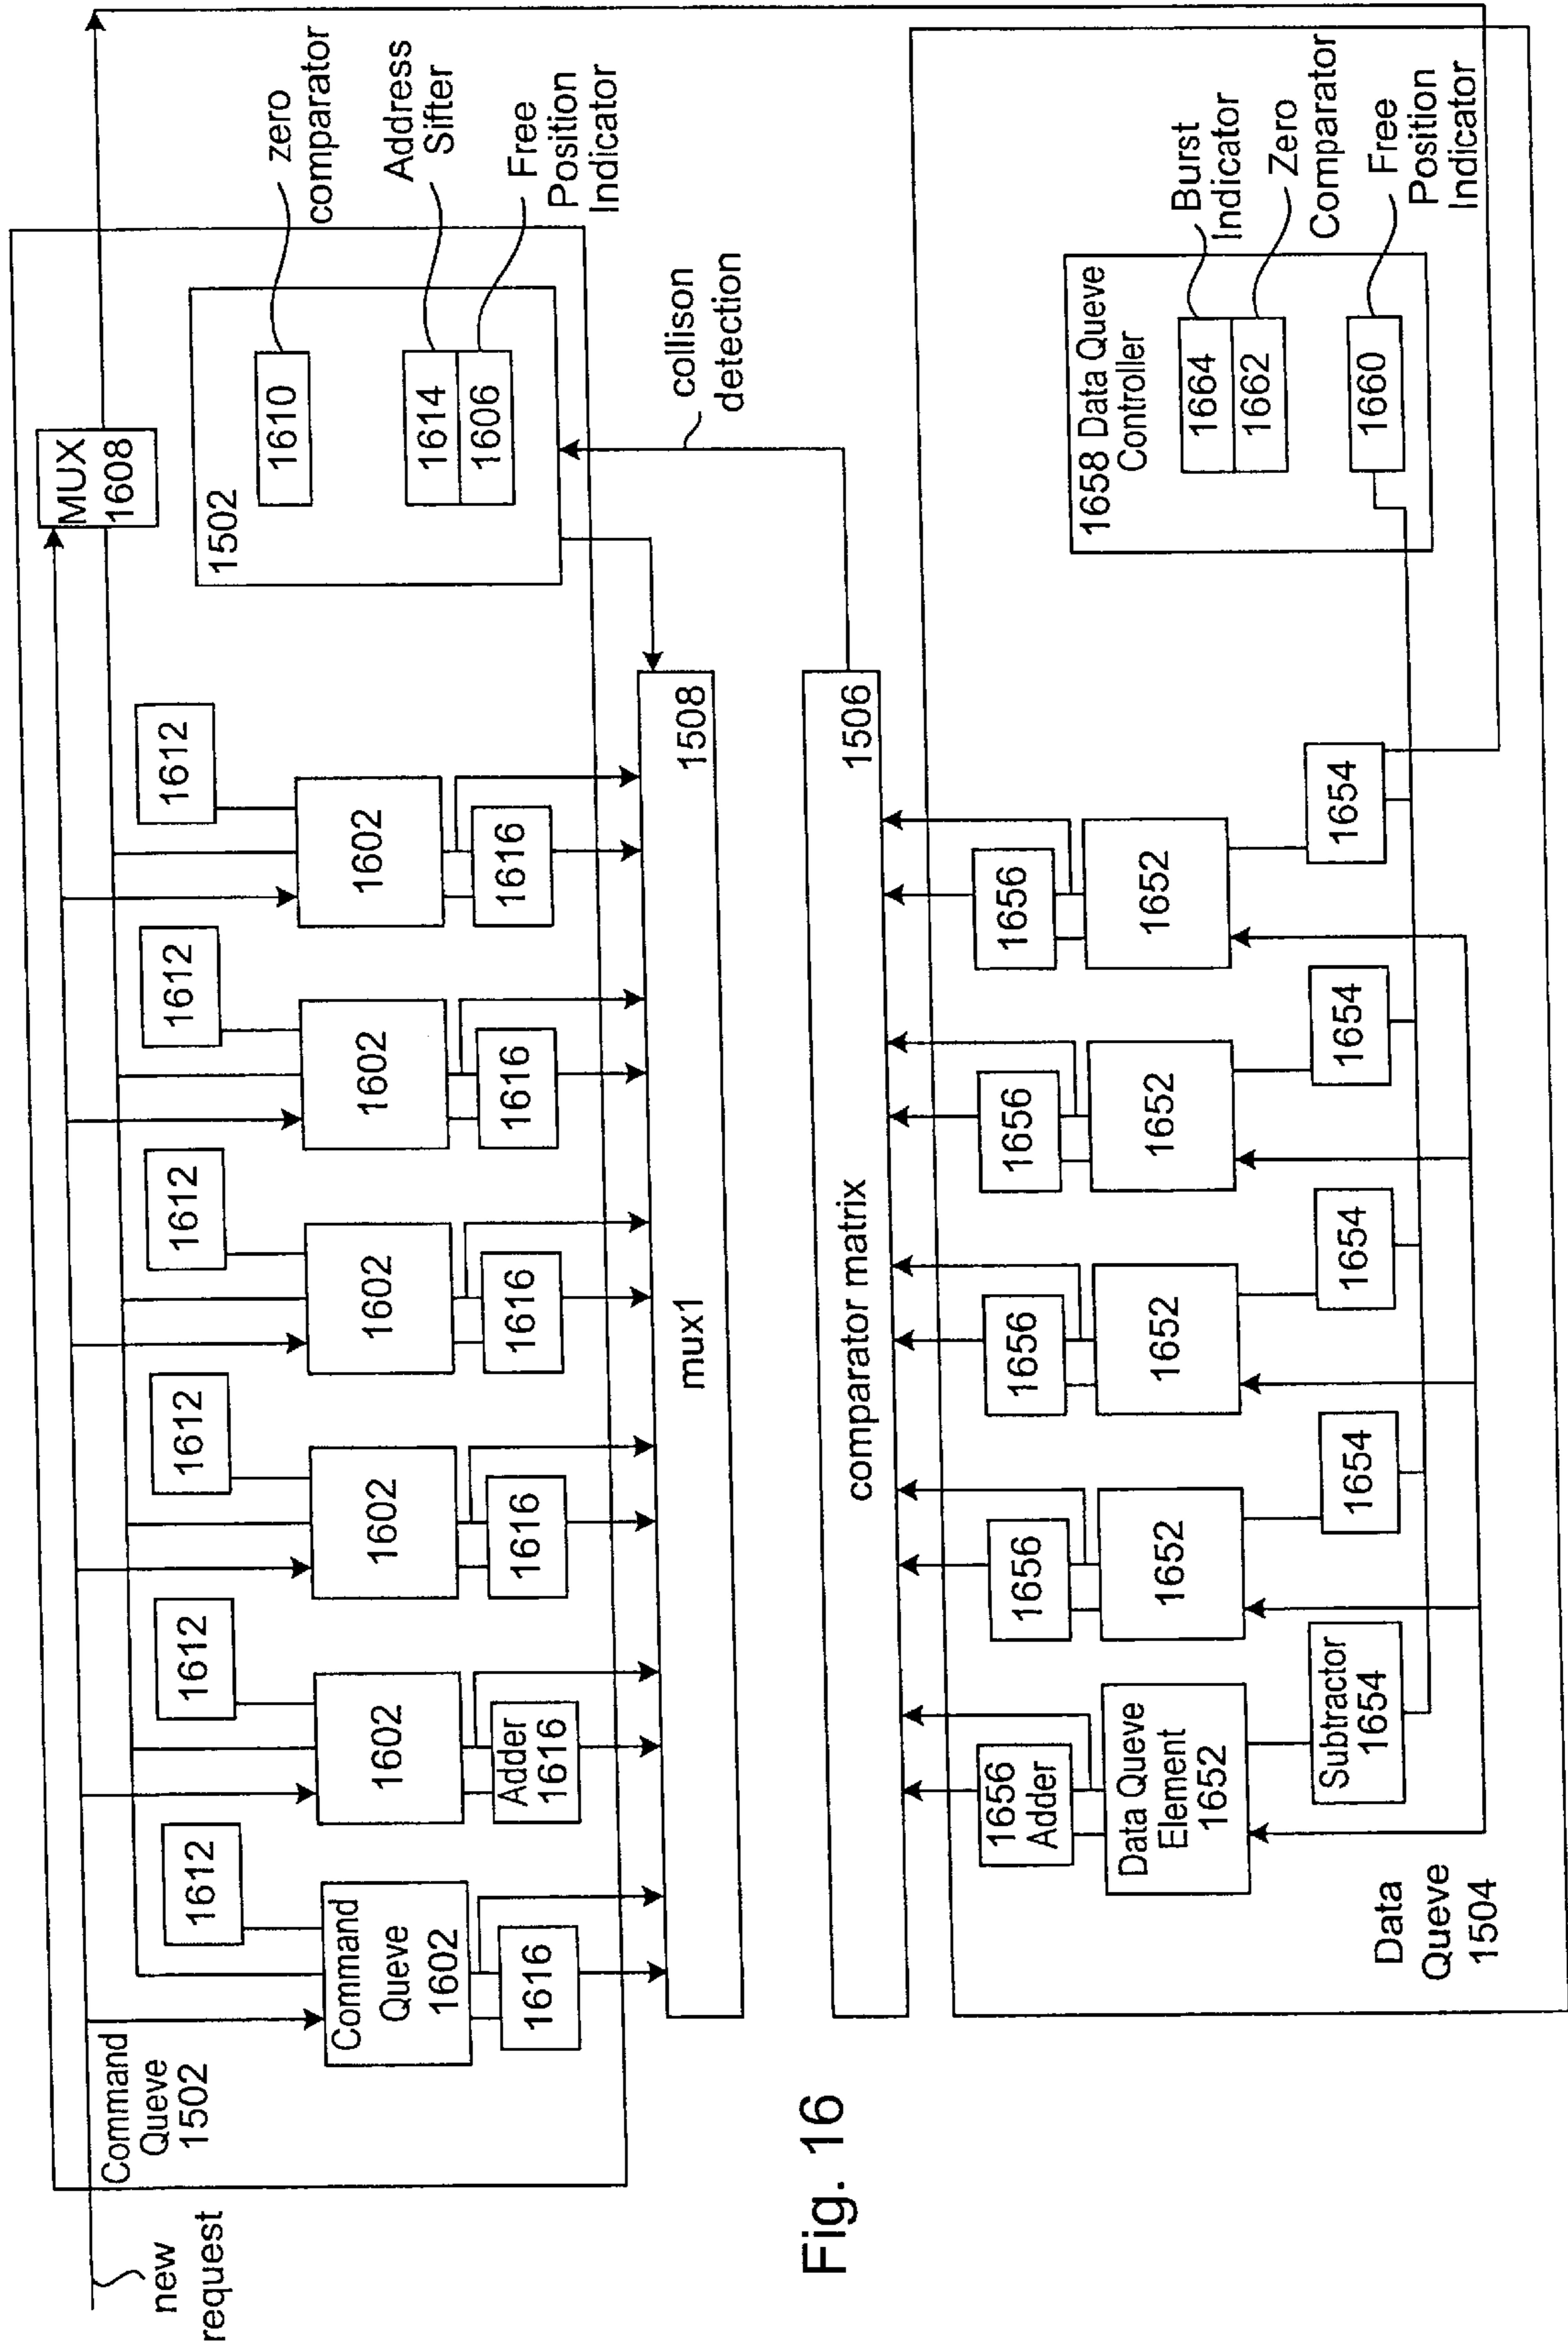 new
request
Command
Queve
1502
MUX
1608
1612
1612
1612
1612
1612
1612
Command
Queve
1602
1602
1602
1602
1602
1602
1616
Adder
1616
1616
1616
1616
1616
1502
1610
1614
1606
zero
comparator
Address
Sifter
Free
Position
Indicator
mux1
1508
collison
detection
Fig. 16
comparator matrix
1506
1656
Adder
1656
1656
1656
1656
Data Queve
Element
1652
1652
1652
1652
1652
Subtractor
1654
1654
1654
1654
1654
Data
Queve
1504
1658 Data Queve
Controller
1664
1662
1660
Burst
Indicator
Zero
Comparator
Free
Position
Indicator